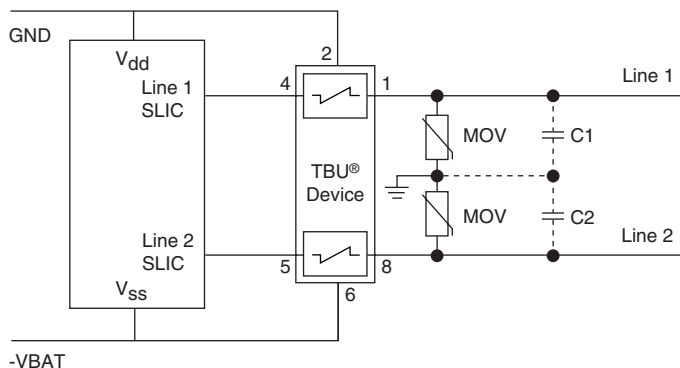 GND
2
Vdd
Line 1
SLIC
4
1
Line 1
MOV
C1
TBU®
Device
MOV
C2
Line 2
SLIC
5
8
Line 2
6
Vss
-VBAT